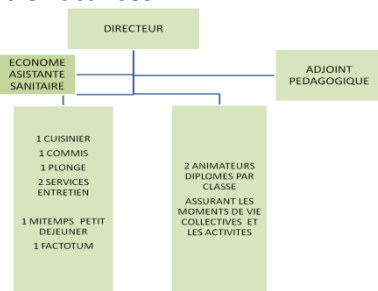 DIRECTEUR
ECONOME
ASISTANTE
SANITAIRE
ADJOINT
PEDAGOGIQUE
1 CUISINIER
1 COMMIS
1 PLONGE
2 SERVICES
ENTRETIEN
1 MITEMPS PETIT
DEJEUNER
1 FACTOTUM
2 ANIMATEURS
DIPLOMES PAR
CLASSE
ASSURANT LES
MOMENTS DE VIE
COLLECTIVES ET
LES ACTIVITES